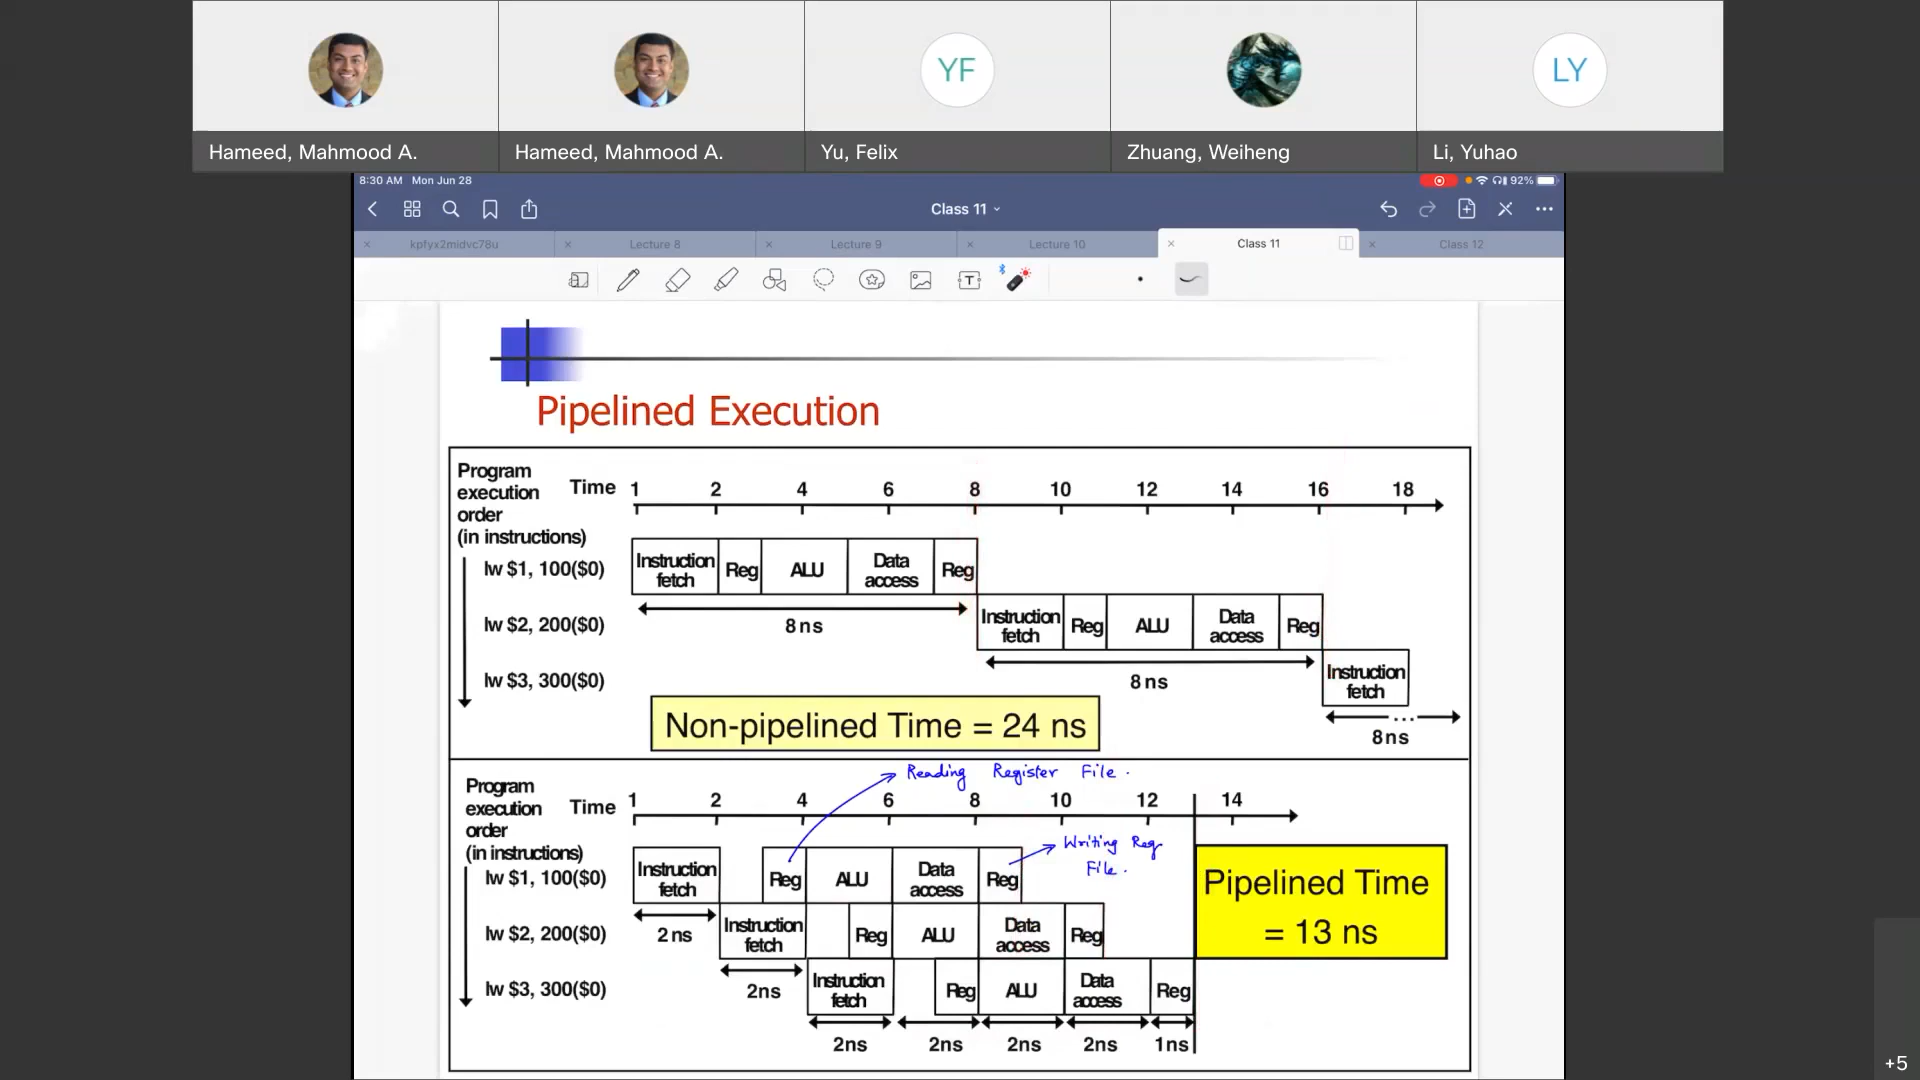 YF
LY
Hameed, Mahmood A.
Hameed, Mahmood A.
Yu, Felix
Zhuang, Weiheng
Li, Yuhao
8:30 AM Mon Jun 28
92%
Class 11
kpfyx2midvc78u
Lecture 8
Lecture 9
Lecture 10
Class 11
Class 12
T
Pipelined Execution
Program
execution
order
(in instructions)
Time 1 2 4 6 8 10 12 14 16 18
lw $1, 100($0)
Instruction fetch Reg ALU Data access Reg
8 ns
lw $2, 200($0)
Instruction fetch Reg ALU Data access Reg
8 ns
lw $3, 300($0)
Instruction fetch
...
8 ns
Non-pipelined Time = 24 ns
Reading Register File.
Program
execution
order
(in instructions)
Time 1 2 4 6 8 10 12 14
Writing Reg
File.
lw $1, 100($0)
Instruction fetch Reg ALU Data access Reg
2 ns
lw $2, 200($0)
Instruction fetch Reg ALU Data access Reg
2ns
lw $3, 300($0)
Instruction fetch Reg ALU Data access Reg
2ns 2ns 2ns 2ns 1ns
Pipelined Time
= 13 ns
+5